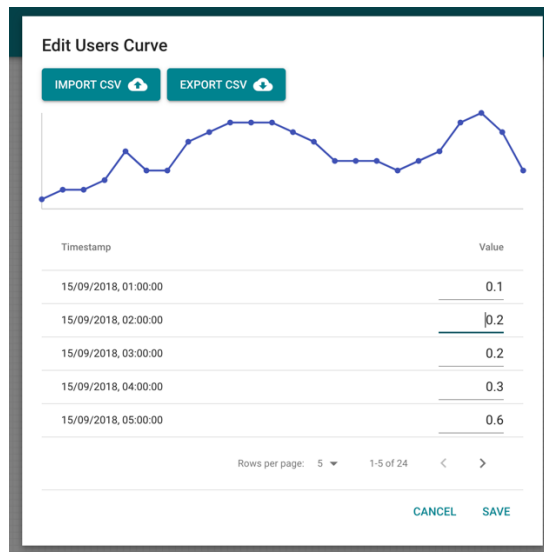 Edit Users Curve
IMPORT CSV EXPORT CSV
Timestamp Value
15/09/2018, 01:00:00 0.1
15/09/2018, 02:00:00 0.2
15/09/2018, 03:00:00 0.2
15/09/2018, 04:00:00 0.3
15/09/2018, 05:00:00 0.6
Rows per page: 5 1-5 of 24
CANCEL SAVE